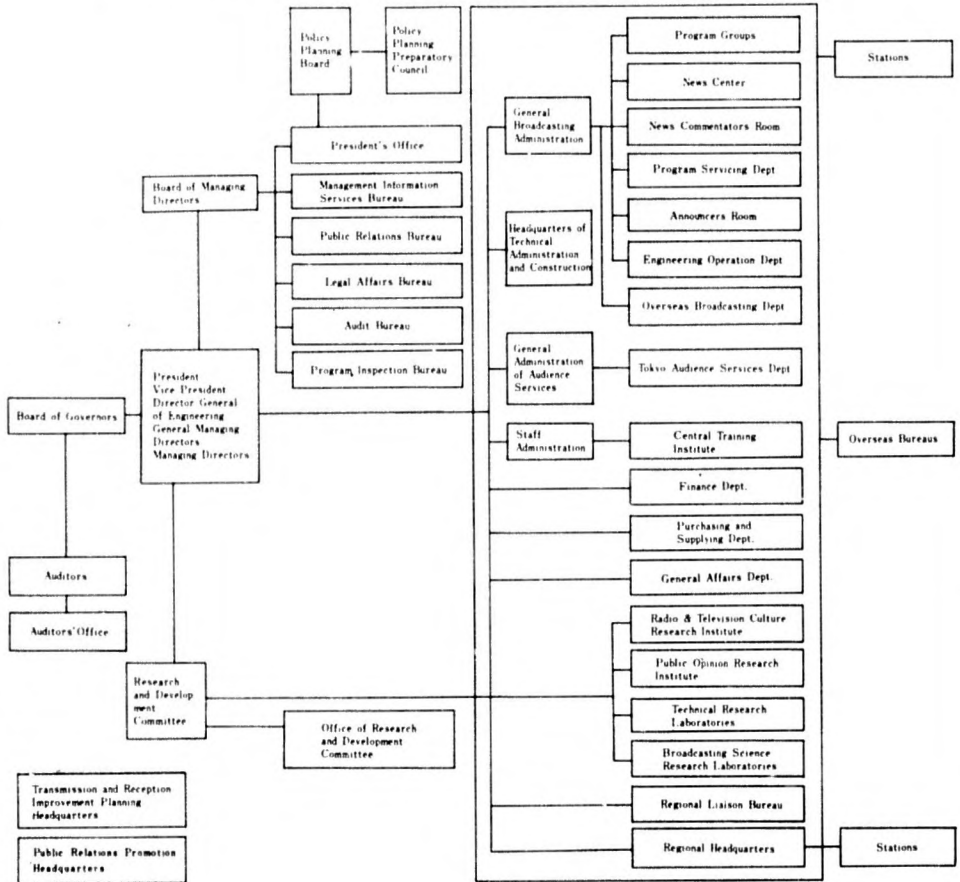 Policy
Planning
Board
Policy
Planning
Preparatory
Council
President's Office
Board of Managing
Directors
Management Information
Services Bureau
Public Relations Bureau
Legal Affairs Bureau
Audit Bureau
Program Inspection Bureau
President
Vice President
Director General
of Engineering
General Managing
Directors
Managing Directors
Board of Governors
Auditors
Auditors' Office
Research
and Develop
ment
Committee
Office of Research
and Development
Committee
Transmission and Reception
Improvement Planning
Headquarters
Public Relations Promotion
Headquarters
General
Broadcasting
Administration
Headquarters of
Technical
Administration
and Construction
General
Administration
of Audience
Services
Staff
Administration
Program Groups
News Center
News Commentators Room
Program Servicing Dept
Announcers Room
Engineering Operation Dept
Overseas Broadcasting Dept
Tokyo Audience Services Dept
Central Training
Institute
Finance Dept.
Purchasing and
Supplying Dept.
General Affairs Dept.
Radio & Television Culture
Research Institute
Public Opinion Research
Institute
Technical Research
Laboratories
Broadcasting Science
Research Laboratories
Regional Liaison Bureau
Regional Headquarters
Stations
Overseas Bureaus
Stations